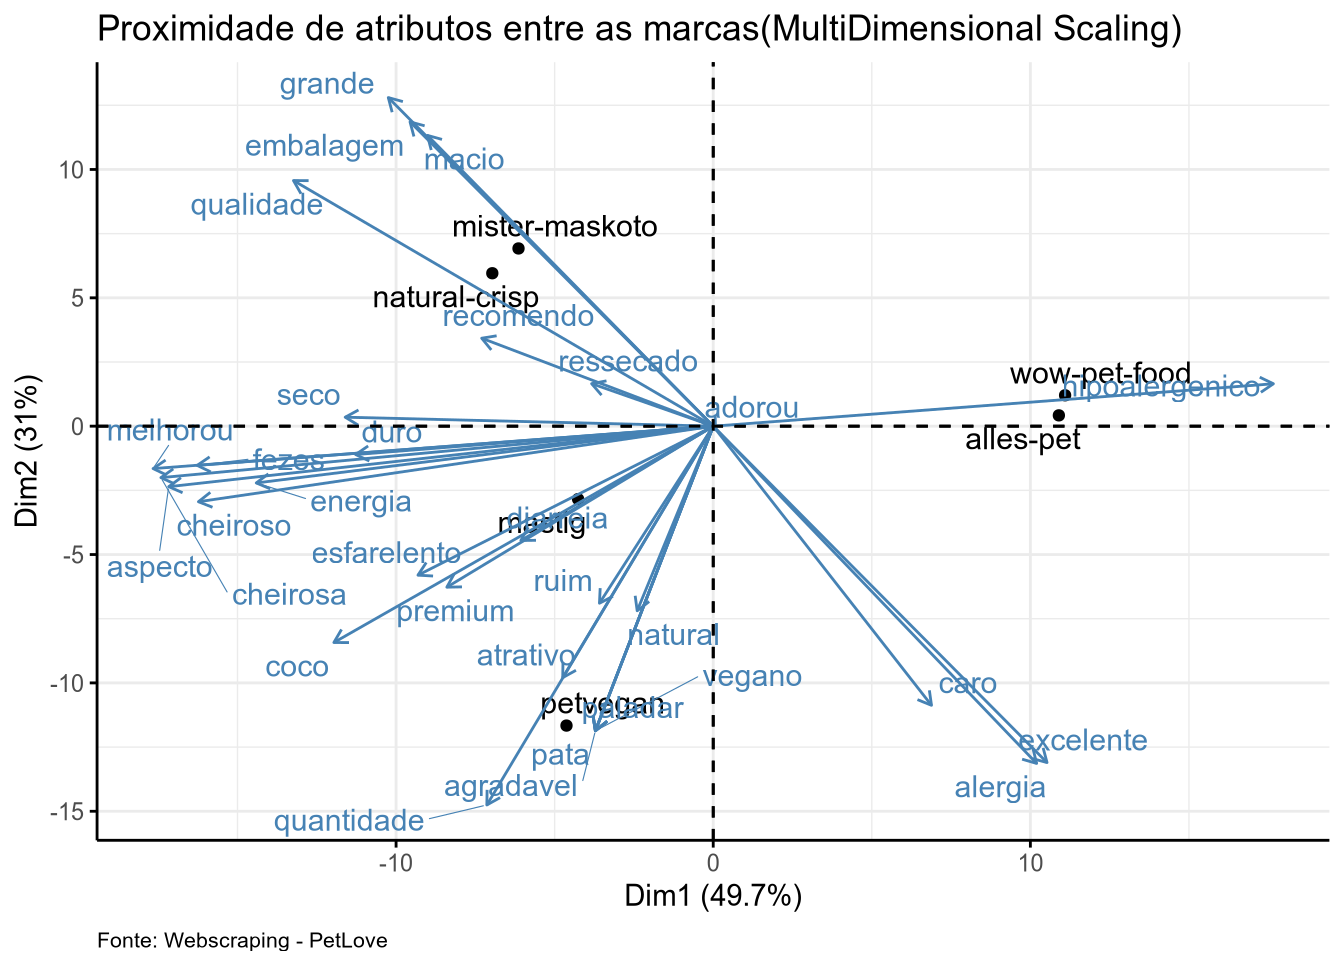 Proximidade de atributos entre as marcas(MultiDimensional Scaling)
grande
embalagem
macio
qualidade
mister-maskoto
natural-crisp
recomendo
ressecado
wow-pet-food
hipoalergenico
seco
adorou
melhorou
duro
alles-pet
fezes
energia
cheiroso
diarreia
mastig
esfarelento
aspecto
cheirosa
ruim
premium
natural
atrativo
coco
vegano
caro
petvegan
paladar
excelente
pata
agradavel
alergia
quantidade
10
5
0
-5
-10
-15
Dim2 (31%)
-10
0
10
Dim1 (49.7%)
Fonte: Webscraping - PetLove